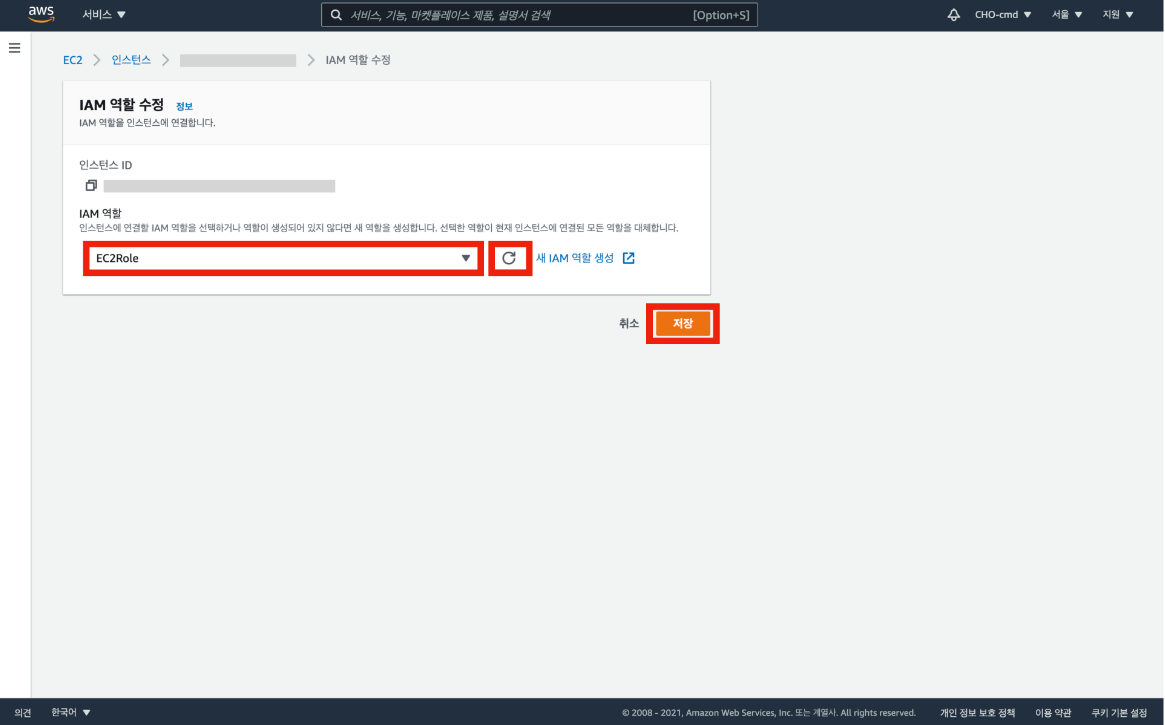 aws 서비스 ▼ 서비스, 기능, 마켓플레이스 제품, 설명서 검색 [Option+S] CHO-cmd ▼ 서울 ▼ 지원 ▼
EC2 > 인스턴스 > > IAM 역할 수정
IAM 역할 수정 정보
IAM 역할을 인스턴스에 연결합니다.
인스턴스 ID
IAM 역할
인스턴스에 연결할 IAM 역할을 선택하거나 역할이 생성되어 있지 않다면 새 역할을 생성합니다. 선택한 역할이 현재 인스턴스에 연결된 모든 역할을 대체합니다.
EC2Role ▼ 새 IAM 역할 생성
취소 저장
의견 한국어 ▼ © 2008 - 2021, Amazon Web Services, Inc. 또는 계열사. All rights reserved. 개인 정보 보호 정책 이용 약관 쿠키 기본 설정